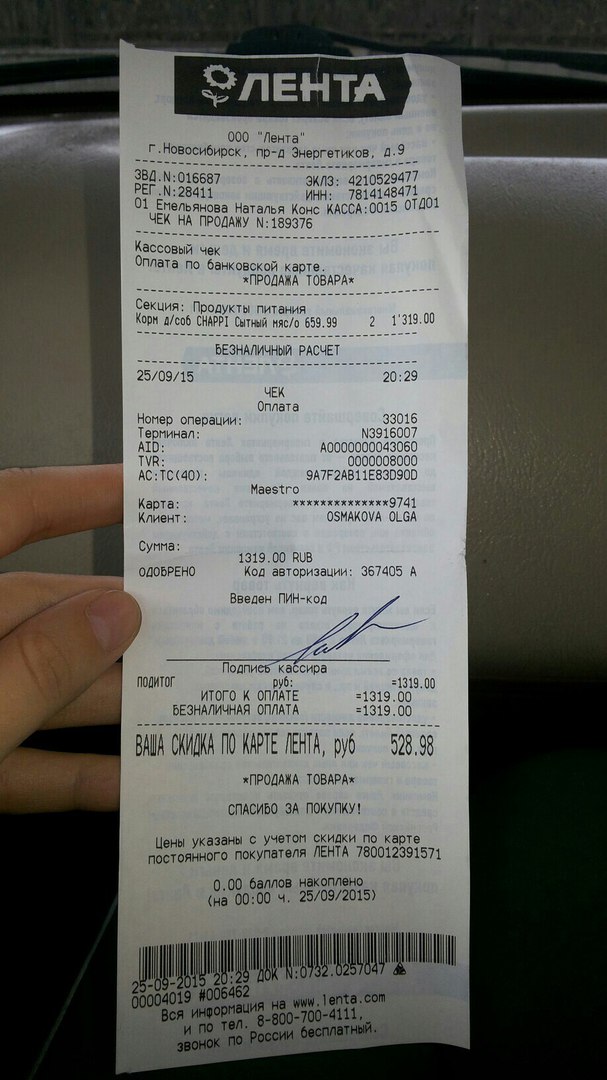 ЛЕНТА
ООО "Лента"
г.Новосибирск, пр-д Энергетиков, д.9
ЗВД.N:016687 ЭКЛЗ: 4210529477
РЕГ.N:28411 ИНН: 7814148471
01 Емельянова Наталья Конс КАССА:0015 ОТД01
ЧЕК НА ПРОДАЖУ N:189376
Кассовый чек
Оплата по банковской карте.
*ПРОДАЖА ТОВАРА*
Секция: Продукты питания
Корм д/соб CHAPPI Сытный мяс/о 659.99 2 1'319.00
БЕЗНАЛИЧНЫЙ РАСЧЕТ
25/09/15 20:29
ЧЕК
Оплата
Номер операции: 33016
Терминал: N3916007
AID: A0000000043060
TVR: 0000008000
AC:TC(40): 9A7F2AB11E83D90D
Maestro
Карта: ***************9741
Клиент: OSMAKOVA OLGA
Сумма:
1319.00 RUB
ОДОБРЕНО Код авторизации: 367405 А
Введен ПИН-код
Подпись кассира
ПОДИТОГ руб: =1319.00
ИТОГО К ОПЛАТЕ =1319.00
БЕЗНАЛИЧНАЯ ОПЛАТА =1319.00
ВАША СКИДКА ПО КАРТЕ ЛЕНТА, руб 528.98
*ПРОДАЖА ТОВАРА*
СПАСИБО ЗА ПОКУПКУ!
Цены указаны с учетом скидки по карте
постоянного покупателя ЛЕНТА 780012391571
0.00 баллов накоплено
(на 00:00 ч. 25/09/2015)
25-09-2015 20:29 ДОК N:0732.0257047
00004019 #006462
Вся информация на www.lenta.com
и по тел. 8-800-700-4111,
звонок по России бесплатный.